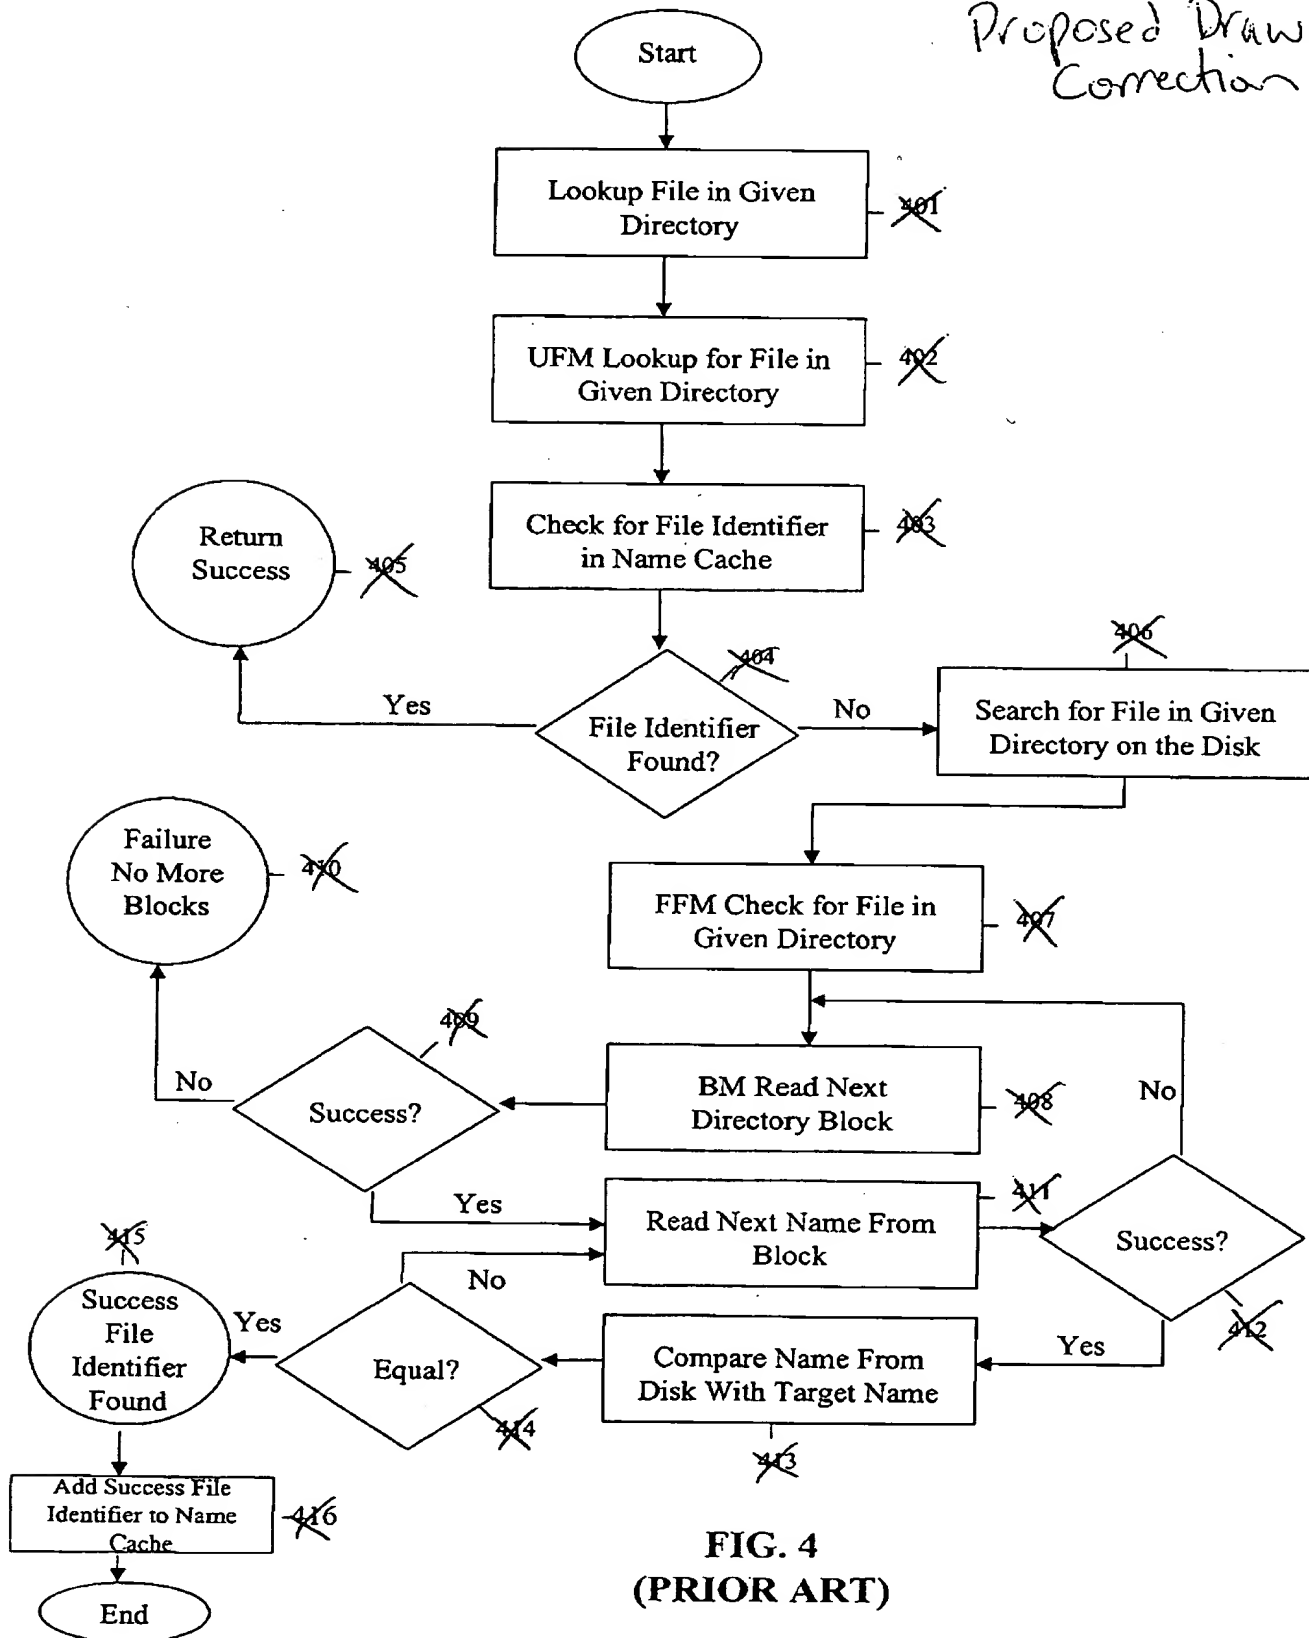 Proposed Draw
Correction
Start
Lookup File in Given
Directory
401
UFM Lookup for File in
Given Directory
402
Check for File Identifier
in Name Cache
403
Return
Success
405
404
406
File Identifier
Found?
Yes
No
Search for File in Given
Directory on the Disk
Failure
No More
Blocks
410
FFM Check for File in
Given Directory
407
409
No
Success?
BM Read Next
Directory Block
408
No
Yes
Read Next Name From
Block
411
Success?
412
415
Success
File
Identifier
Found
Yes
No
Equal?
414
Compare Name From
Disk With Target Name
413
Yes
Add Success File
Identifier to Name
Cache
416
End
FIG. 4
(PRIOR ART)